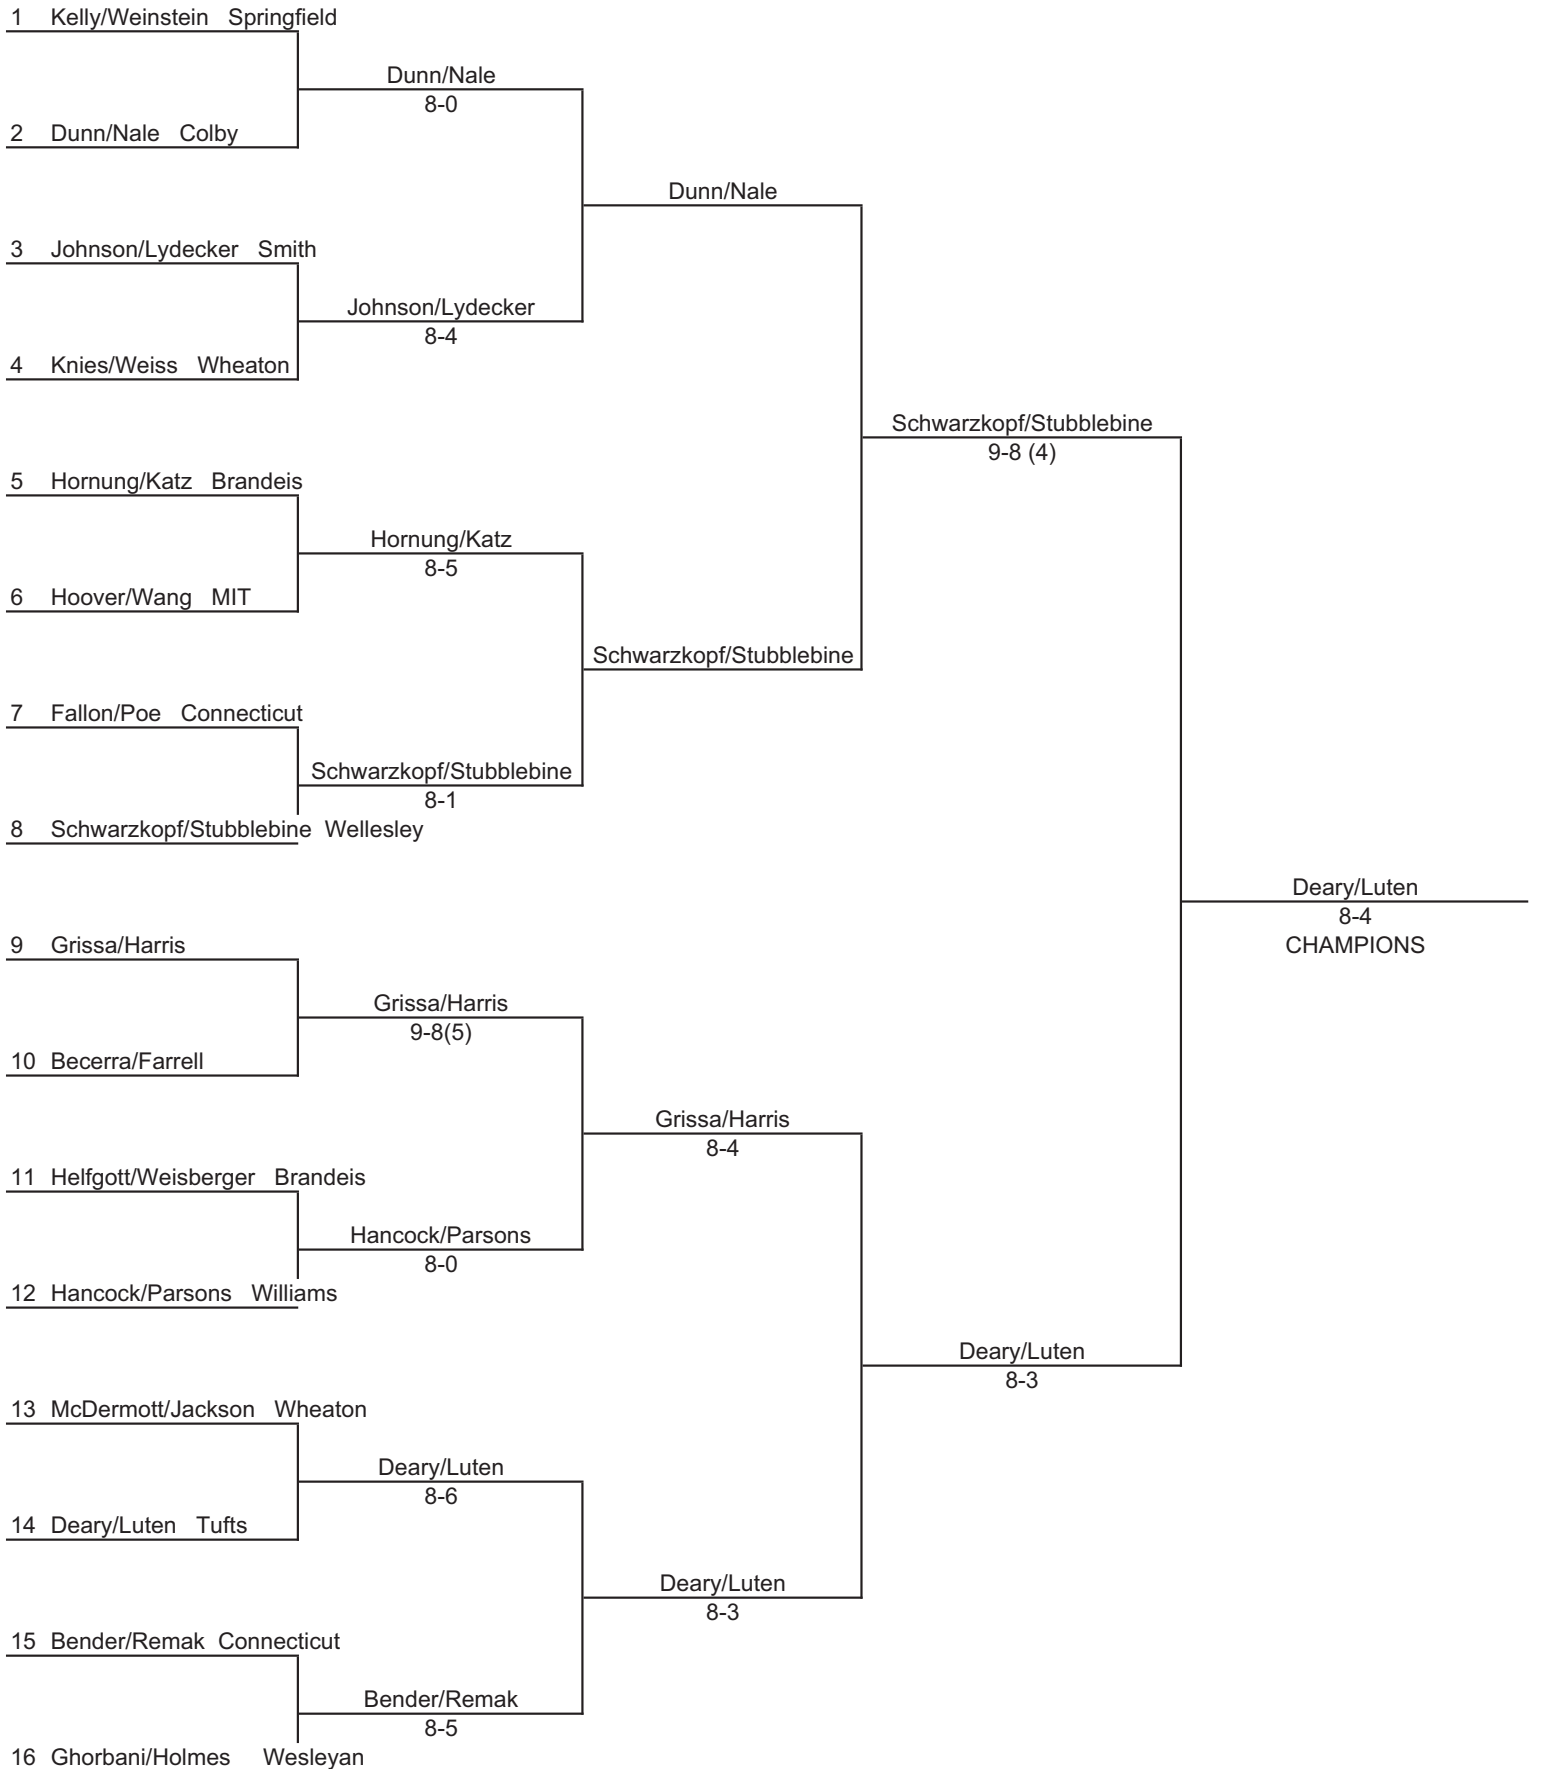 1 Kelly/Weinstein Springfield
Dunn/Nale
8-0
2 Dunn/Nale Colby
Dunn/Nale
3 Johnson/Lydecker Smith
Johnson/Lydecker
8-4
4 Knies/Weiss Wheaton
Schwarzkopf/Stubblebine
9-8 (4)
5 Hornung/Katz Brandeis
Hornung/Katz
8-5
6 Hoover/Wang MIT
Schwarzkopf/Stubblebine
7 Fallon/Poe Connecticut
Schwarzkopf/Stubblebine
8-1
8 Schwarzkopf/Stubblebine Wellesley
Deary/Luten
8-4
CHAMPIONS
9 Grissa/Harris
Grissa/Harris
9-8(5)
10 Becerra/Farrell
Grissa/Harris
8-4
11 Helfgott/Weisberger Brandeis
Hancock/Parsons
8-0
12 Hancock/Parsons Williams
Deary/Luten
8-3
13 McDermott/Jackson Wheaton
Deary/Luten
8-6
14 Deary/Luten Tufts
Deary/Luten
8-3
15 Bender/Remak Connecticut
Bender/Remak
8-5
16 Ghorbani/Holmes Wesleyan